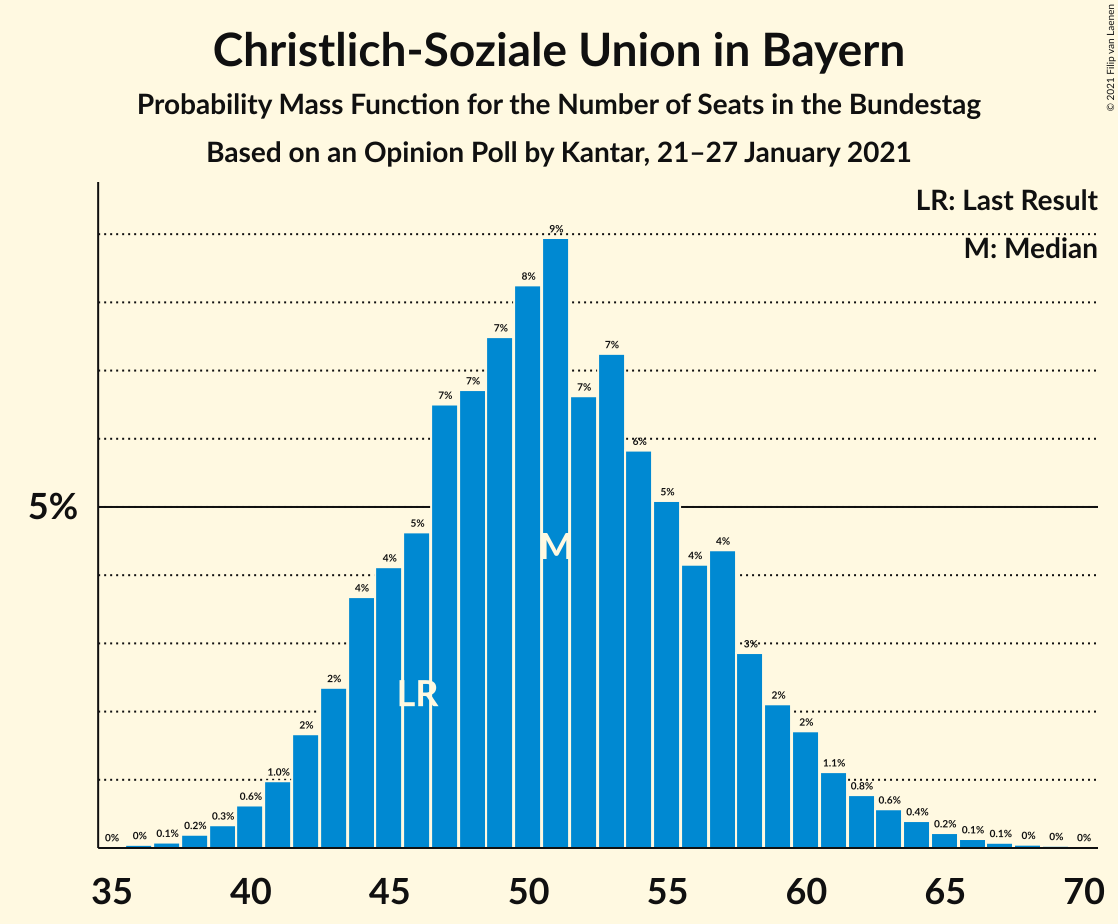 Christlich-Soziale Union in Bayern
Probability Mass Function for the Number of Seats in the Bundestag
Based on an Opinion Poll by Kantar, 21–27 January 2021
© 2021 Filip van Laenen
LR: Last Result
M: Median
5%
0% 0% 0.1% 0.2% 0.3% 0.6% 1.0% 2% 2% 4% 4% 5% 7% 7% 7% 8% 9% 7% 7% 6% 5% 4% 4% 3% 2% 2% 1.1% 0.8% 0.6% 0.4% 0.2% 0.1% 0.1% 0% 0% 0%
M
LR
35 40 45 50 55 60 65 70